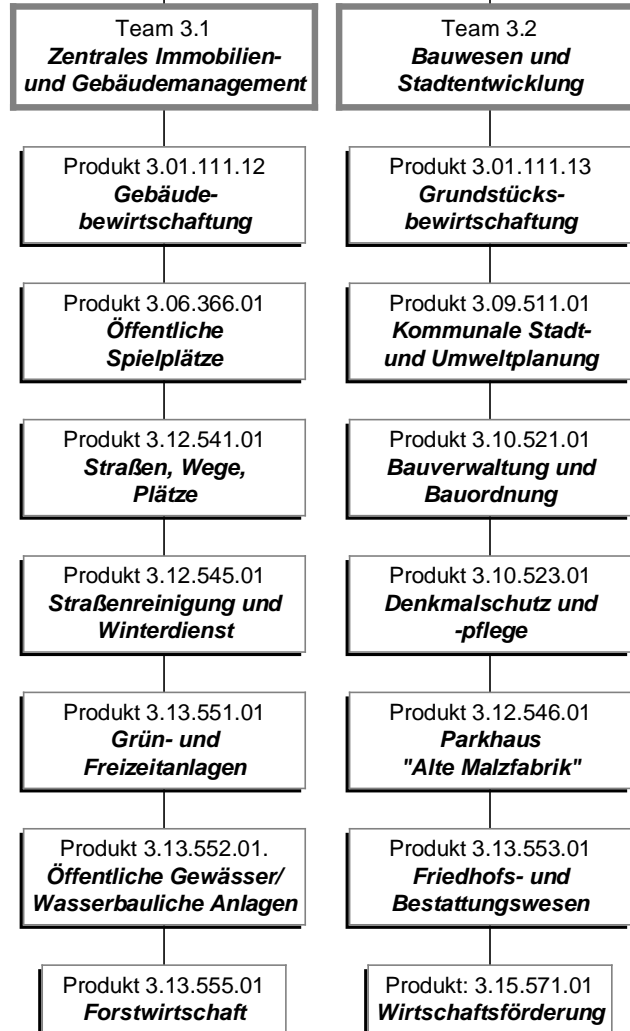 Team 3.1
Zentrales Immobilien-
und Gebäudemanagement
Produkt 3.01.111.12
Gebäude-
bewirtschaftung
Produkt 3.06.366.01
Öffentliche
Spielplätze
Produkt 3.12.541.01
Straßen, Wege,
Plätze
Produkt 3.12.545.01
Straßenreinigung und
Winterdienst
Produkt 3.13.551.01
Grün- und
Freizeitanlagen
Produkt 3.13.552.01.
Öffentliche Gewässer/
Wasserbauliche Anlagen
Produkt 3.13.555.01
Forstwirtschaft
Team 3.2
Bauwesen und
Stadtentwicklung
Produkt 3.01.111.13
Grundstücks-
bewirtschaftung
Produkt 3.09.511.01
Kommunale Stadt-
und Umweltplanung
Produkt 3.10.521.01
Bauverwaltung und
Bauordnung
Produkt 3.10.523.01
Denkmalschutz und
-pflege
Produkt 3.12.546.01
Parkhaus
"Alte Malzfabrik"
Produkt 3.13.553.01
Friedhofs- und
Bestattungswesen
Produkt: 3.15.571.01
Wirtschaftsförderung